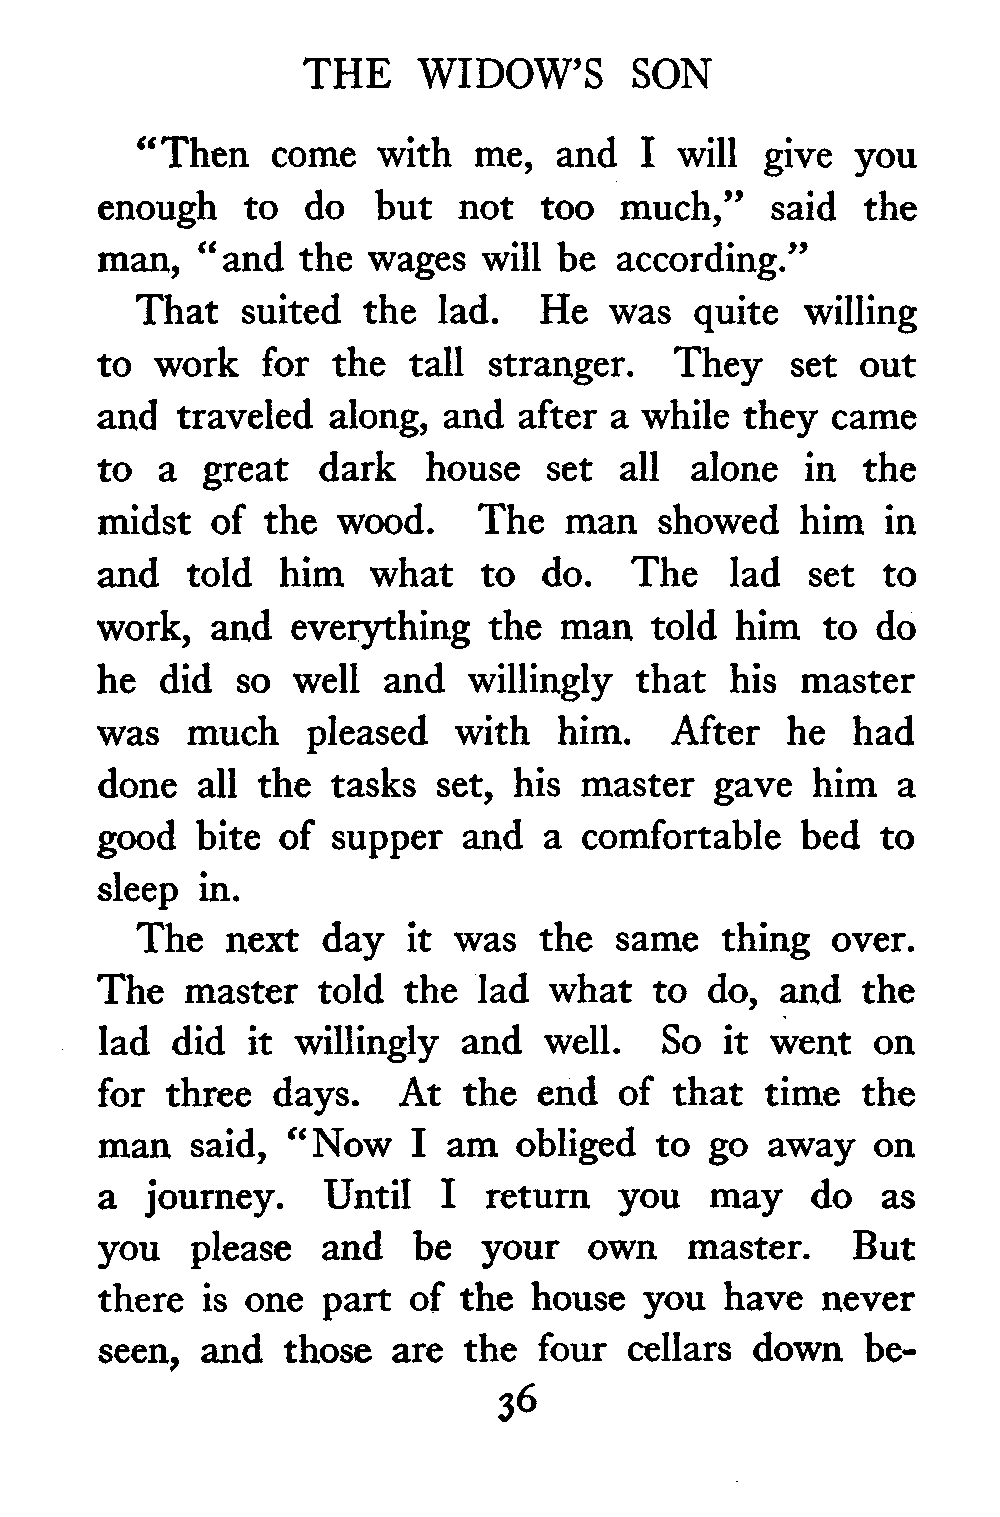 THE WIDOW'S SON
“Then come with me, and I will give you
enough to do but not too much,” said the
man, “and the wages will be according.”
That suited the lad. He was quite willing
to work for the tall stranger. They set out
and traveled along, and after a while they came
to a great dark house set all alone in the
midst of the wood. The man showed him in
and told him what to do. The lad set to
work, and everything the man told him to do
he did so well and willingly that his master
was much pleased with him. After he had
done all the tasks set, his master gave him a
good bite of supper and a comfortable bed to
sleep in.
The next day it was the same thing over.
The master told the lad what to do, and the
lad did it willingly and well. So it went on
for three days. At the end of that time the
man said, “Now I am obliged to go away on
a journey. Until I return you may do as
you please and be your own master. But
there is one part of the house you have never
seen, and those are the four cellars down be-
36